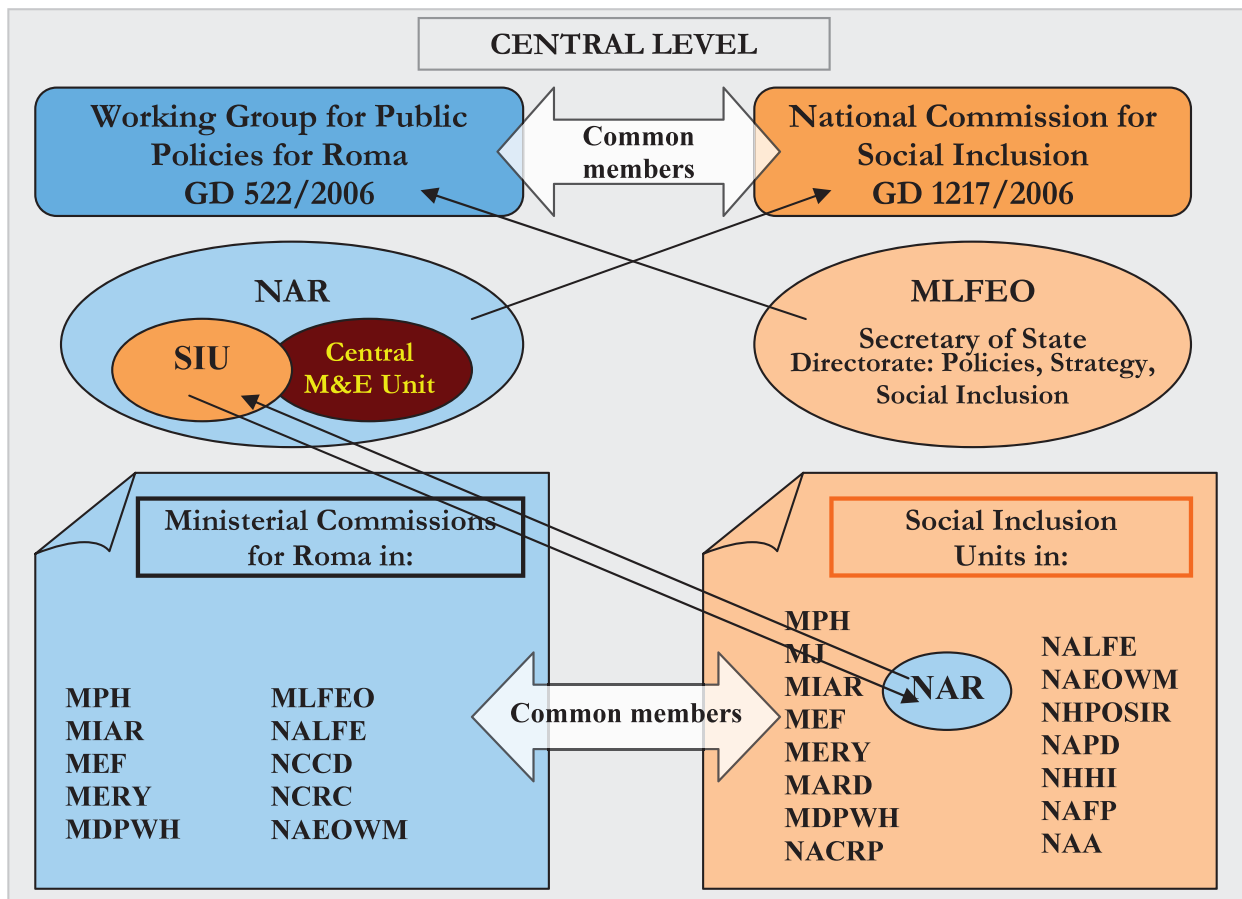 CENTRAL LEVEL
Working Group for Public
Policies for Roma
GD 522/2006
Common
members
National Commission for
Social Inclusion
GD 1217/2006
NAR
SIU
Central
M&E Unit
MLFEO
Secretary of State
Directorate: Policies, Strategy,
Social Inclusion
Ministerial Commissions
for Roma in:
MPH
MIAR
MEF
MERY
MDPWH
MLFEO
NALFE
NCCD
NCRC
NAEOWM
Common members
Social Inclusion
Units in:
MPH
MJ
MIAR
MEF
MERY
MARD
MDPWH
NACRP
NAR
NALFE
NAEOWM
NHPOSIR
NAPD
NHHI
NAFP
NAA